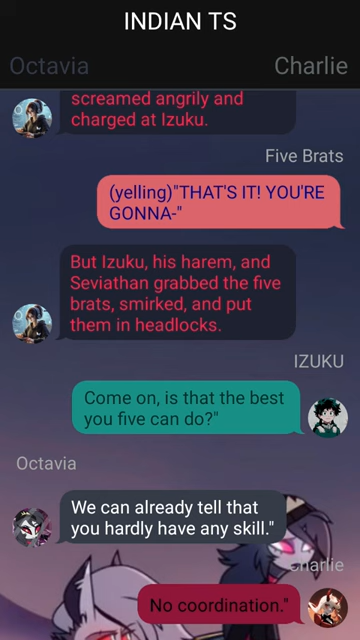 INDIAN TS
Octavia
Charlie
screamed angrily and
charged at Izuku.
Five Brats
(yelling)"THAT'S IT! YOU'RE
GONNA-"
But Izuku, his harem, and
Seviathan grabbed the five
brats, smirked, and put
them in headlocks.
IZUKU
Come on, is that the best
you five can do?"
Octavia
We can already tell that
you hardly have any skill."
Charlie
No coordination."